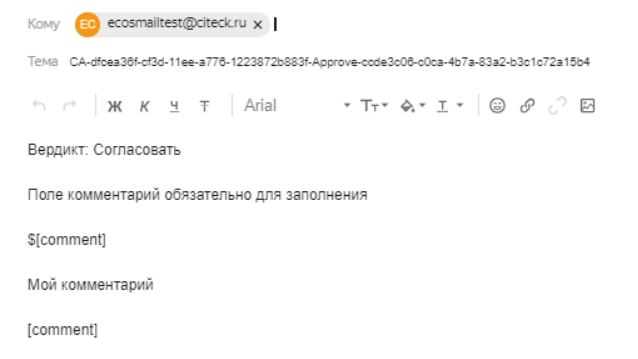 Кому EC ecosmailtest@citeck.ru x
Тема CA-dfcea36f-cf3d-11ee-a776-1223872b883f-Approve-ccde3c06-c0ca-4b7a-83a2-b3c1c72a15b4
Ж К Ч Т Arial Тт Т
Вердикт: Согласовать
Поле комментарий обязательно для заполнения
$[comment]
Мой комментарий
[comment]